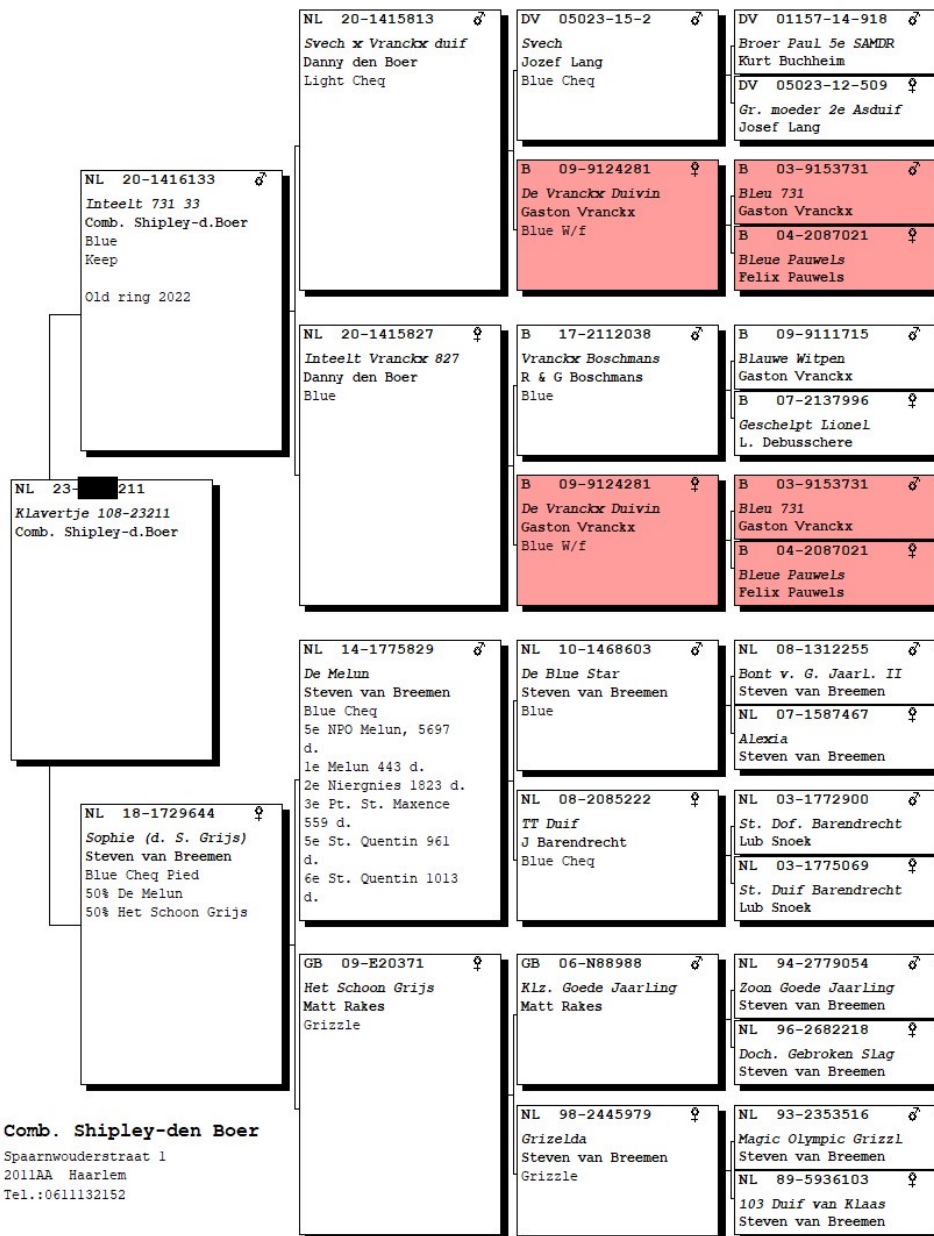 NL 23-211
Klavertje 108-23211
Comb. Shipley-d.Boer
NL 20-1416133 ♂
Inteelt 731 33
Comb. Shipley-d.Boer
Blue
Keep
Old ring 2022
NL 18-1729644 ♀
Sophie (d. S. Grijs)
Steven van Breemen
Blue Cheq Pied
50% De Melun
50% Het Schoon Grijs
NL 20-1415813 ♂
Svech x Vranckx duif
Danny den Boer
Light Cheq
NL 20-1415827 ♀
Inteelt Vranckx 827
Danny den Boer
Blue
NL 14-1775829 ♂
De Melun
Steven van Breemen
Blue Cheq
5e NPO Melun, 5697
d.
1e Melun 443 d.
2e Niergnies 1823 d.
3e Pt. St. Maxence
559 d.
5e St. Quentin 961
d.
6e St. Quentin 1013
d.
GB 09-E20371 ♀
Het Schoon Grijs
Matt Rakes
Grizzle
DV 05023-15-2 ♂
Svech
Jozef Lang
Blue Cheq
B 09-9124281 ♀
De Vranckx Duivin
Gaston Vranckx
Blue W/f
B 17-2112038 ♂
Vranckx Boschmans
R & G Boschmans
Blue
B 09-9124281 ♀
De Vranckx Duivin
Gaston Vranckx
Blue W/f
NL 10-1468603 ♂
De Blue Star
Steven van Breemen
Blue
NL 08-2085222 ♀
TT Duif
J Barendrecht
Blue Cheq
GB 06-N88988 ♂
Klz. Goede Jaarling
Matt Rakes
NL 98-2445979 ♀
Grizelda
Steven van Breemen
Grizzle
DV 01157-14-918 ♂
Broer Paul 5e SAMDR
Kurt Buchheim
DV 05023-12-509 ♀
Gr. moeder 2e Asduif
Josef Lang
B 03-9153731 ♂
Bleu 731
Gaston Vranckx
B 04-2087021 ♀
Bleue Pauwels
Felix Pauwels
B 09-9111715 ♂
Blauwe Witpen
Gaston Vranckx
B 07-2137996 ♀
Geschelpt Lionel
L. Debusschere
B 03-9153731 ♂
Bleu 731
Gaston Vranckx
B 04-2087021 ♀
Bleue Pauwels
Felix Pauwels
NL 08-1312255 ♂
Bont v. G. Jaarl. II
Steven van Breemen
NL 07-1587467 ♀
Alexia
Steven van Breemen
NL 03-1772900 ♂
St. Dof. Barendrecht
Lub Snoek
NL 03-1775069 ♀
St. Duif Barendrecht
Lub Snoek
NL 94-2779054 ♂
Zoon Goede Jaarling
Steven van Breemen
NL 96-2682218 ♀
Doch. Gebroken Slag
Steven van Breemen
NL 93-2353516 ♂
Magic Olympic Grizzl
Steven van Breemen
NL 89-5936103 ♀
103 Duif van Klaas
Steven van Breemen
Comb. Shipley-den Boer
Spaarnwouderstraat 1
2011AA Haarlem
Tel.:0611132152